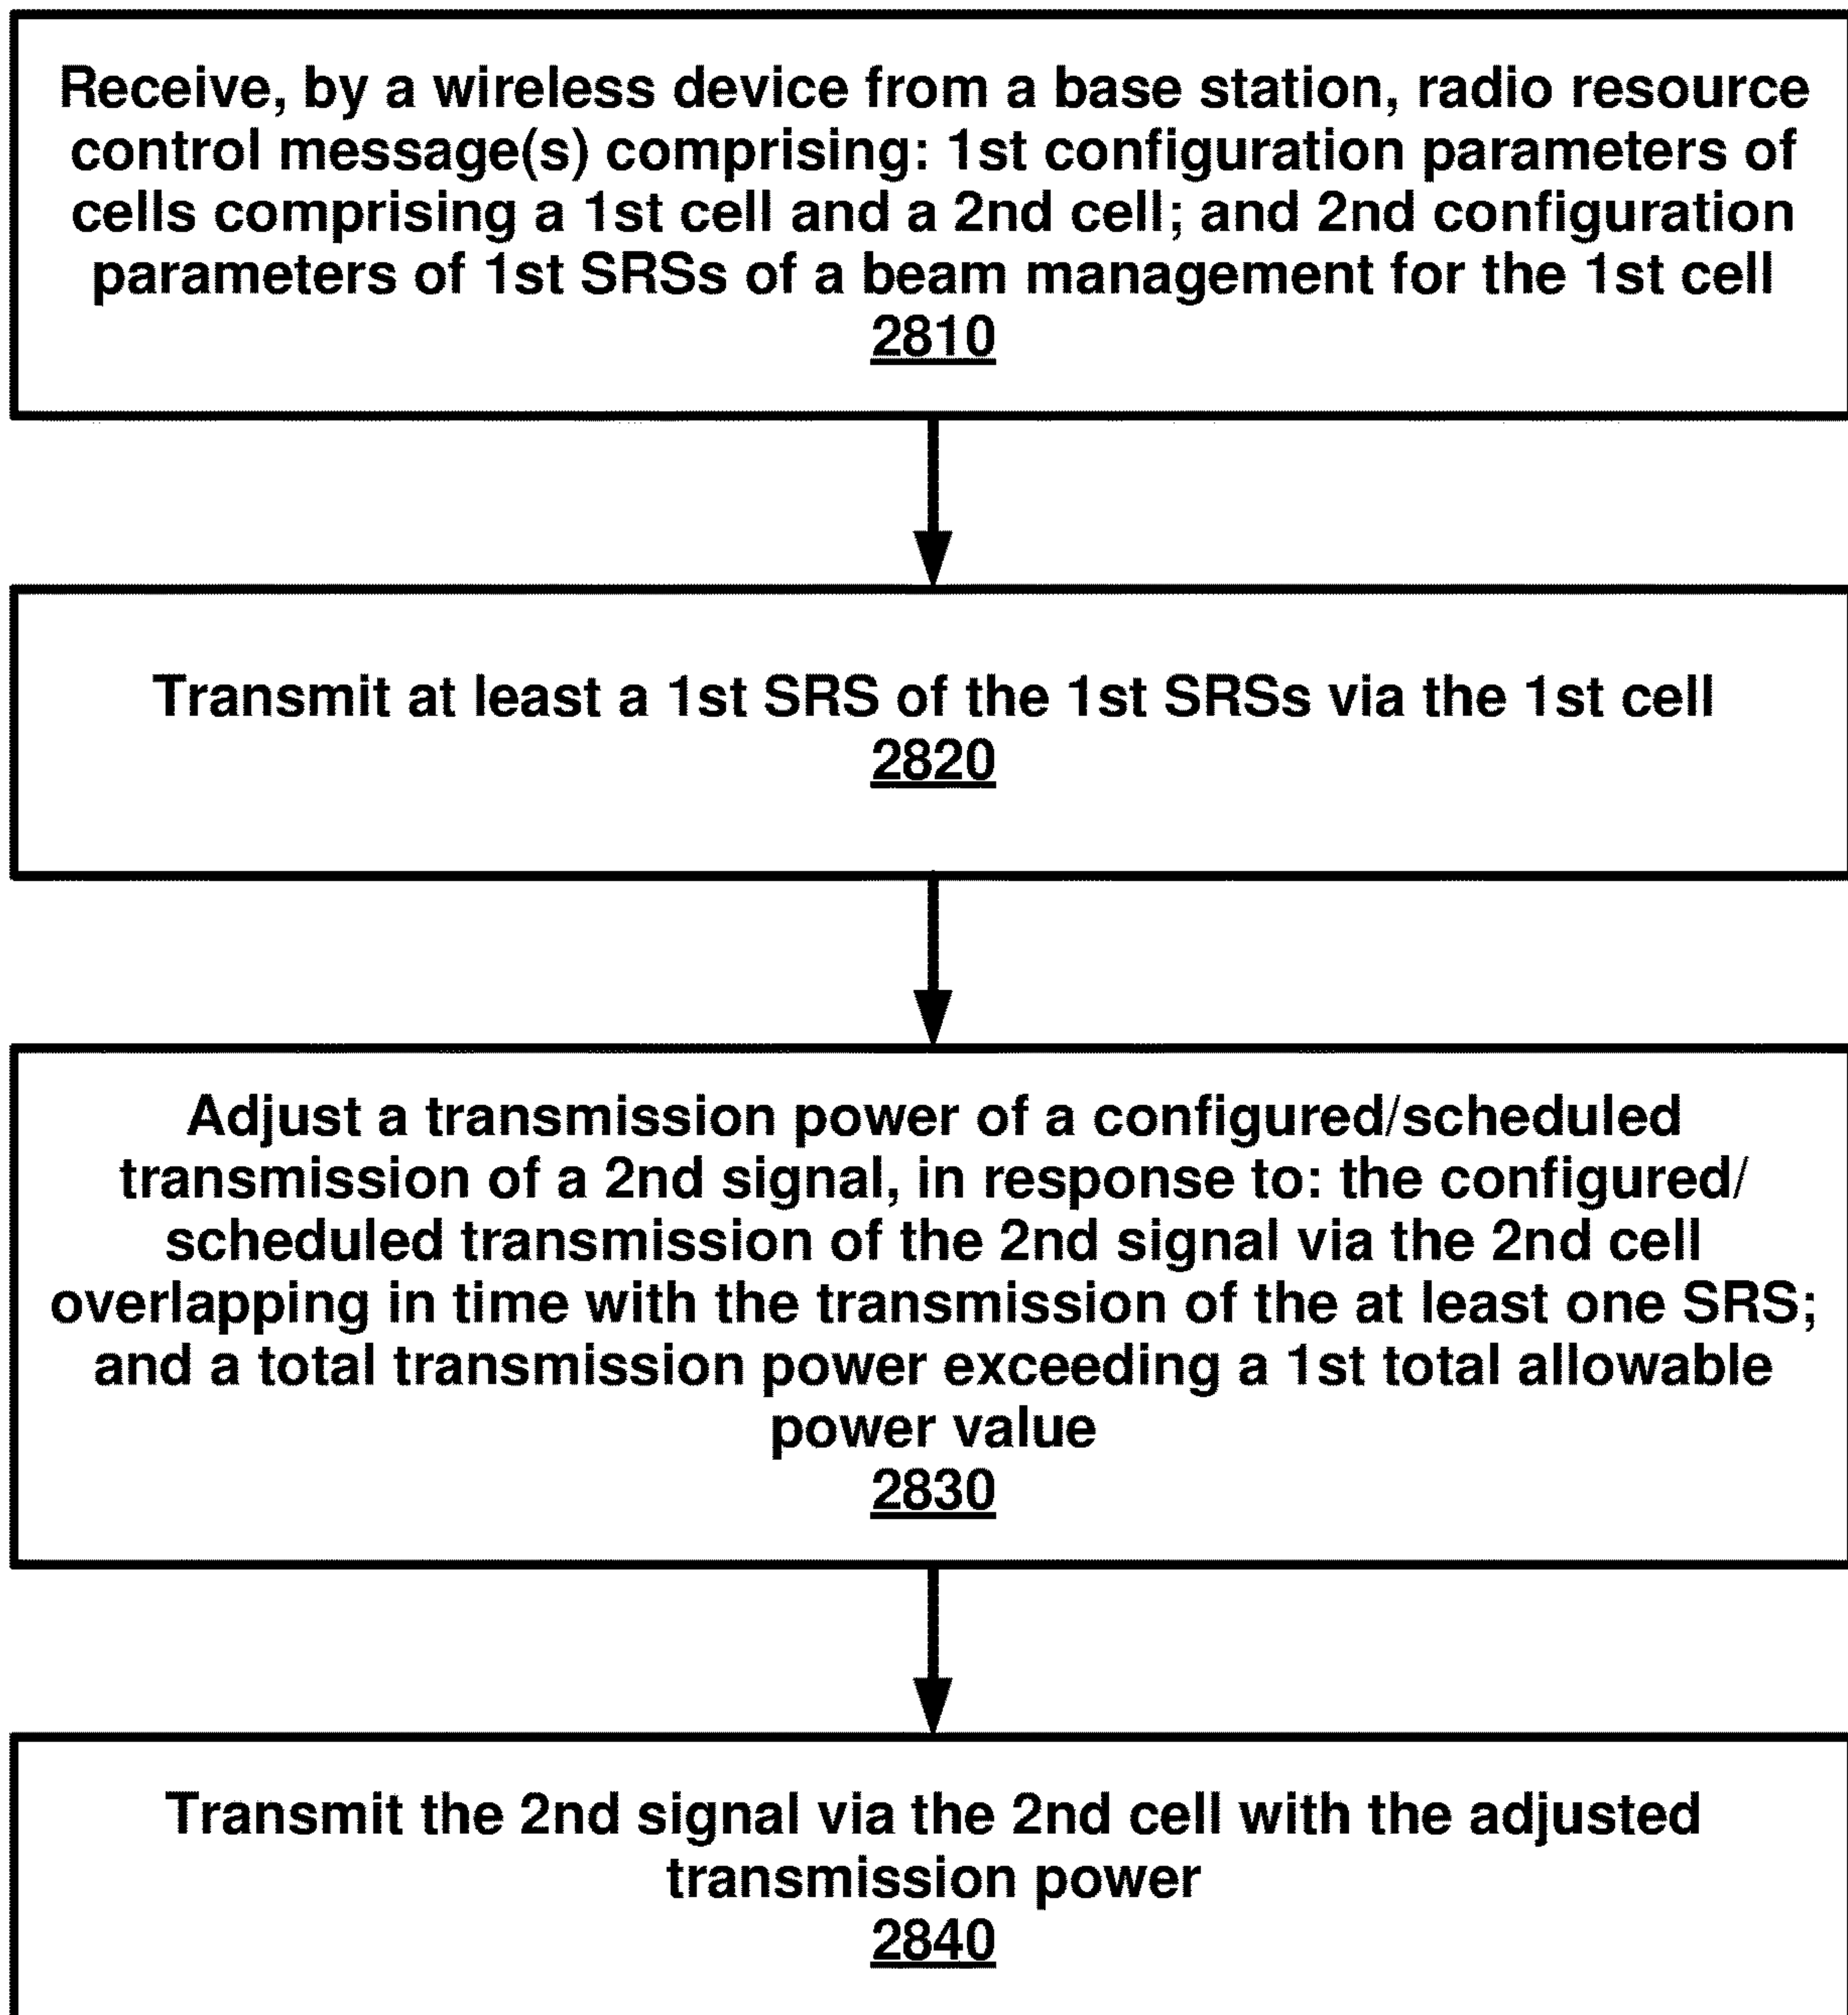 Receive, by a wireless device from a base station, radio resource
control message(s) comprising: 1st configuration parameters of
cells comprising a 1st cell and a 2nd cell; and 2nd configuration
parameters of 1st SRSs of a beam management for the 1st cell
2810
Transmit at least a 1st SRS of the 1st SRSs via the 1st cell
2820
Adjust a transmission power of a configured/scheduled
transmission of a 2nd signal, in response to: the configured/
scheduled transmission of the 2nd signal via the 2nd cell
overlapping in time with the transmission of the at least one SRS;
and a total transmission power exceeding a 1st total allowable
power value
2830
Transmit the 2nd signal via the 2nd cell with the adjusted
transmission power
2840